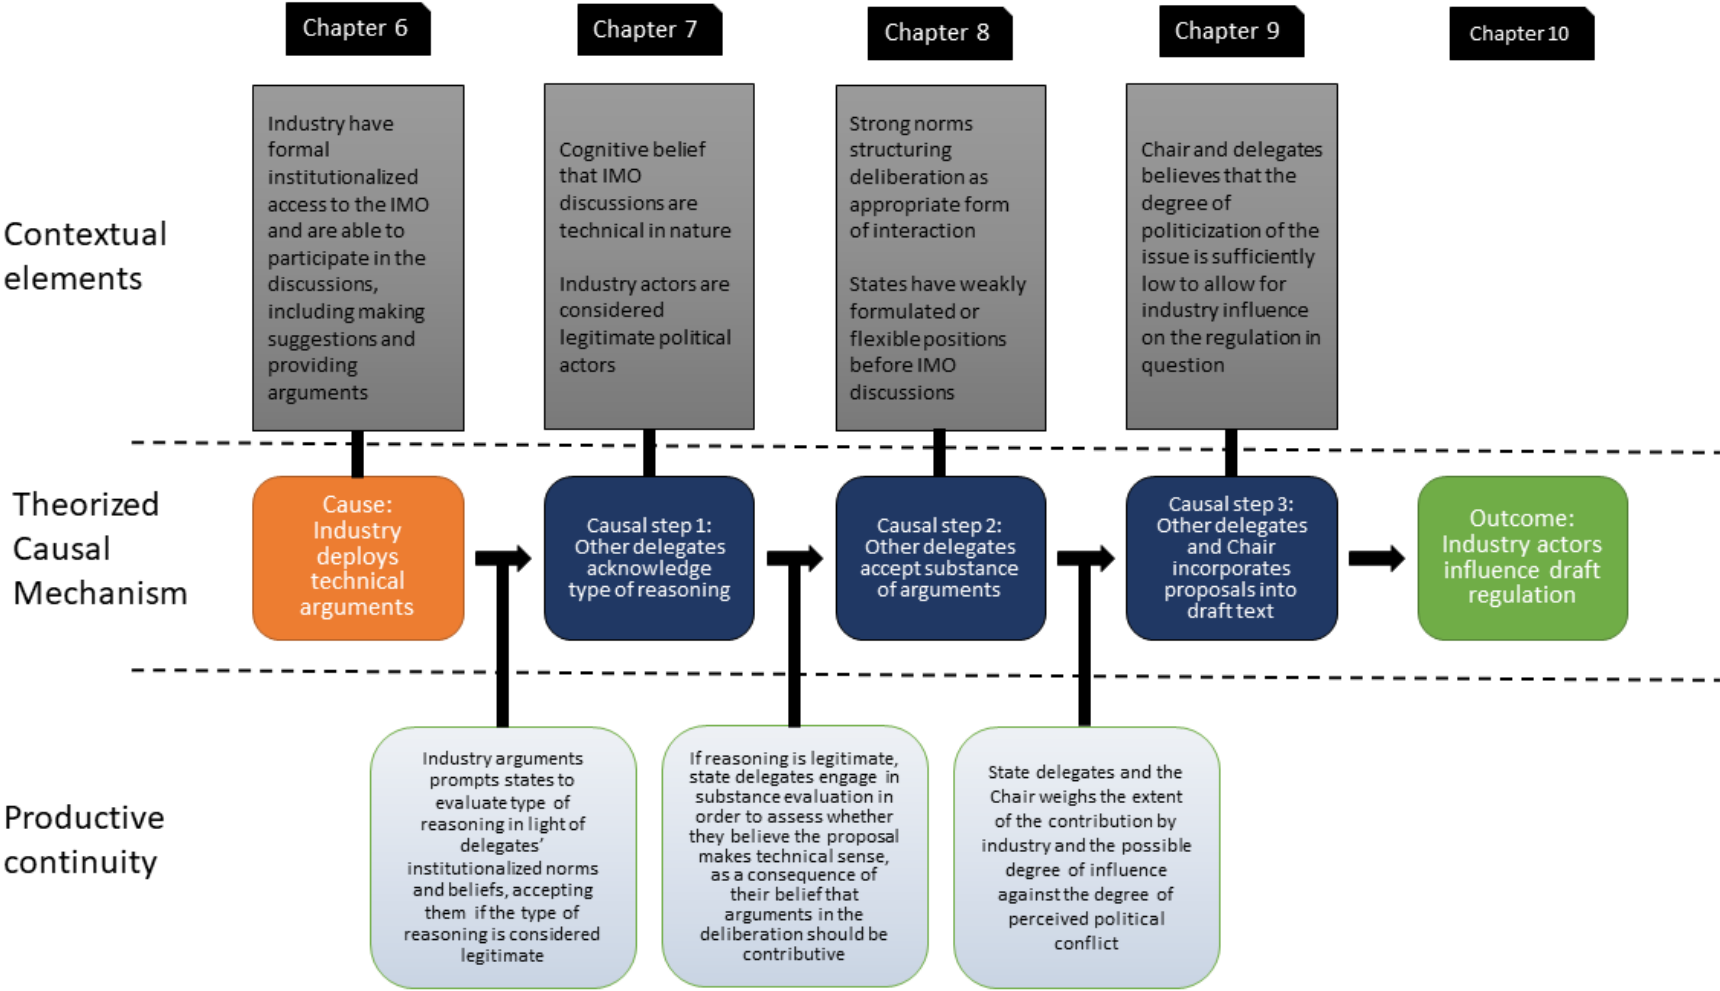 Chapter 6
Chapter 7
Chapter 8
Chapter 9
Chapter 10
Contextual
elements
Industry have
formal
institutionalized
access to the IMO
and are able to
participate in the
discussions,
including making
suggestions and
providing
arguments
Cognitive belief
that IMO
discussions are
technical in nature
Industry actors are
considered
legitimate political
actors
Strong norms
structuring
deliberation as
appropriate form
of interaction
States have weakly
formulated or
flexible positions
before IMO
discussions
Chair and delegates
believes that the
degree of
politicization of the
issue is sufficiently
low to allow for
industry influence
on the regulation in
question
Theorized
Causal
Mechanism
Cause:
Industry
deploys
technical
arguments
Causal step 1:
Other delegates
acknowledge
type of reasoning
Causal step 2:
Other delegates
accept substance
of arguments
Causal step 3:
Other delegates
and Chair
incorporates
proposals into
draft text
Outcome:
Industry actors
influence draft
regulation
Productive
continuity
Industry arguments
prompts states to
evaluate type of
reasoning in light of
delegates'
institutionalized norms
and beliefs, accepting
them if the type of
reasoning is considered
legitimate
If reasoning is legitimate,
state delegates engage in
substance evaluation in
order to assess whether
they believe the proposal
makes technical sense,
as a consequence of
their belief that
arguments in the
deliberation should be
contributive
State delegates and the
Chair weighs the extent
of the contribution by
industry and the possible
degree of influence
against the degree of
perceived political
conflict